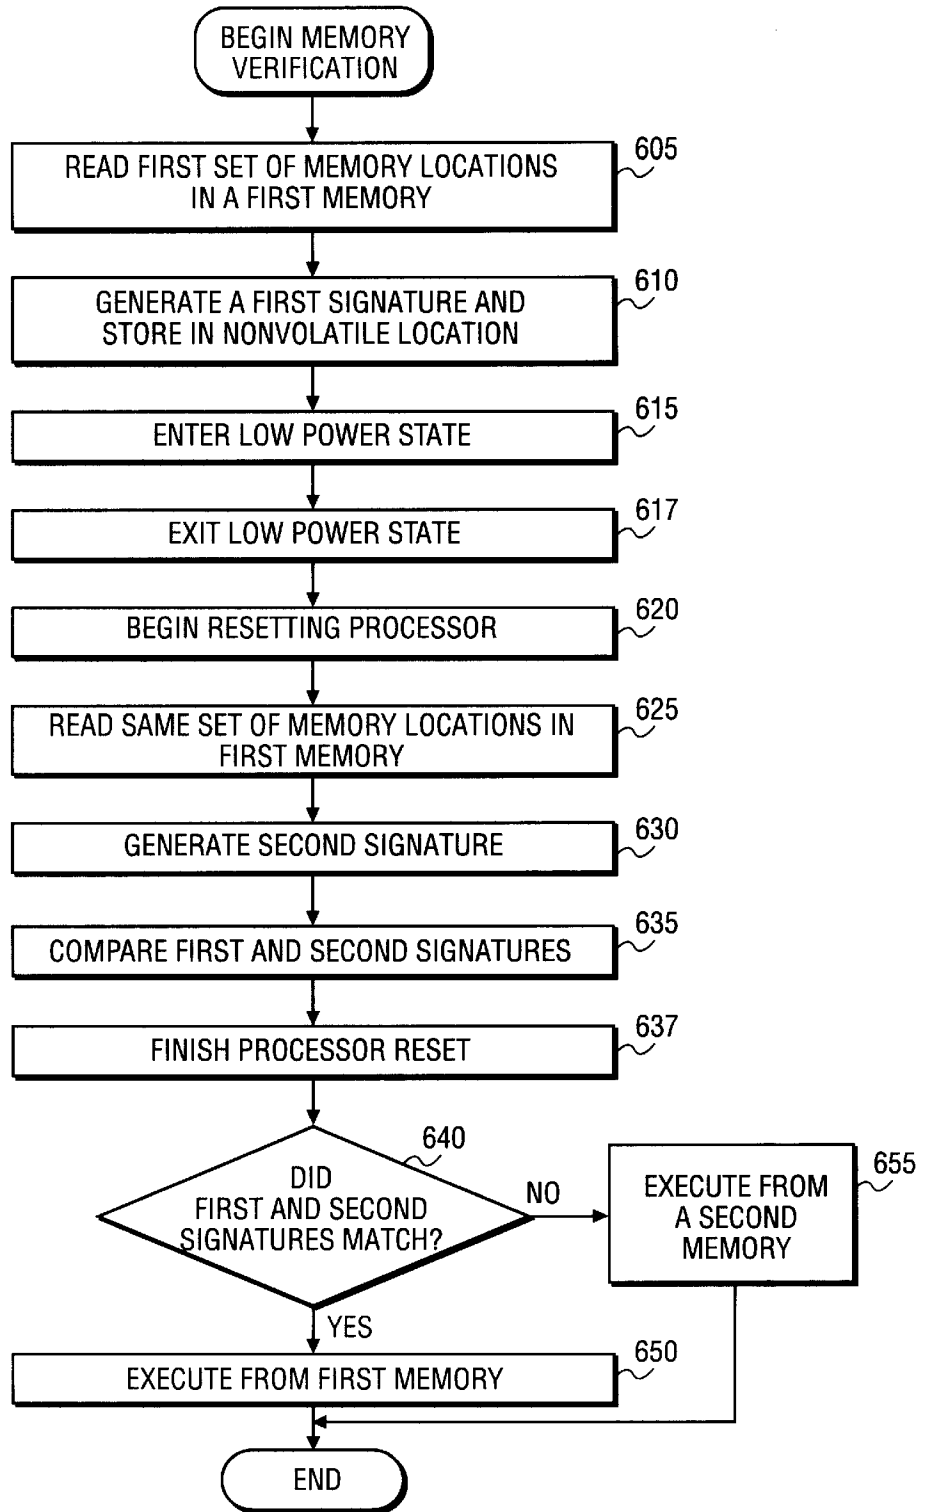 BEGIN MEMORY
VERIFICATION
605
READ FIRST SET OF MEMORY LOCATIONS
IN A FIRST MEMORY
610
GENERATE A FIRST SIGNATURE AND
STORE IN NONVOLATILE LOCATION
615
ENTER LOW POWER STATE
617
EXIT LOW POWER STATE
620
BEGIN RESETTING PROCESSOR
625
READ SAME SET OF MEMORY LOCATIONS IN
FIRST MEMORY
630
GENERATE SECOND SIGNATURE
635
COMPARE FIRST AND SECOND SIGNATURES
637
FINISH PROCESSOR RESET
640
DID
FIRST AND SECOND
SIGNATURES MATCH?
NO
655
EXECUTE FROM
A SECOND
MEMORY
YES
650
EXECUTE FROM FIRST MEMORY
END